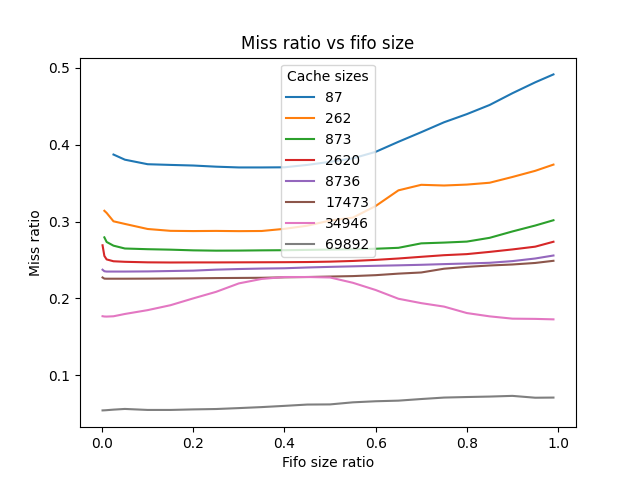 Miss ratio vs fifo size
Cache sizes
87
262
873
2620
8736
17473
34946
69892
0.5
0.4
0.3
0.2
0.1
Miss ratio
0.0 0.2 0.4 0.6 0.8 1.0
Fifo size ratio